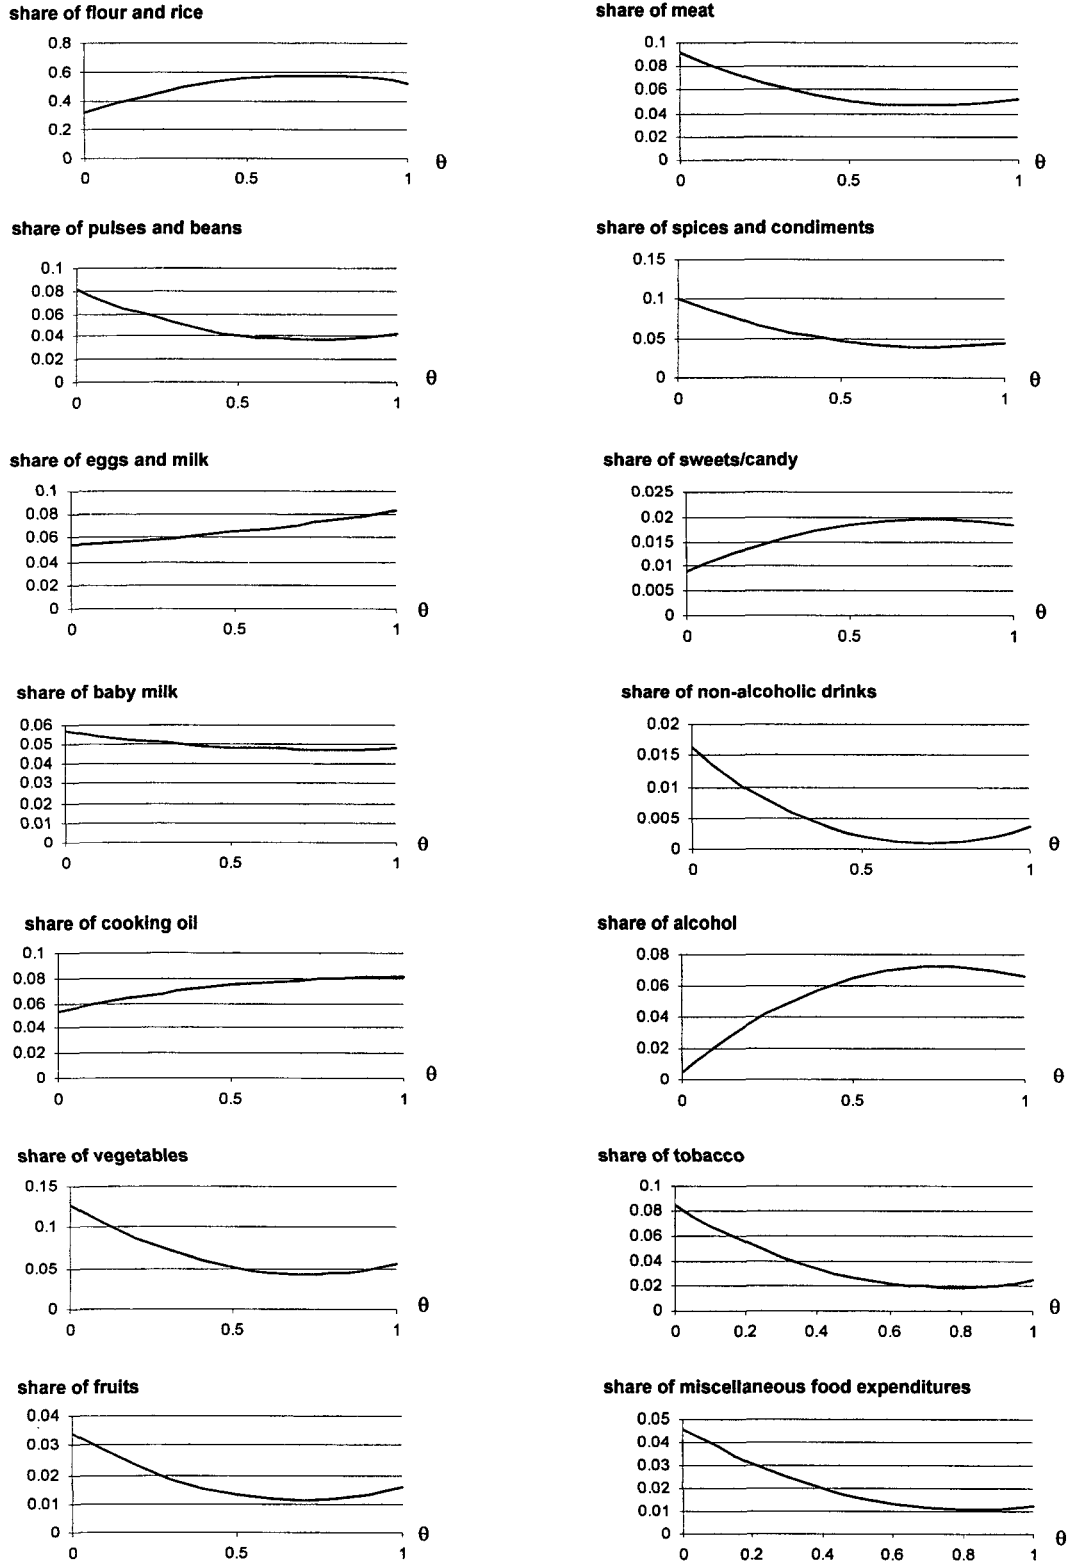 share of flour and rice
0.8
0.6
0.4
0.2
0
0 0.5 1
θ
share of meat
0.1
0.08
0.06
0.04
0.02
0
0 0.5 1
θ
share of pulses and beans
0.1
0.08
0.06
0.04
0.02
0
0 0.5 1
θ
share of spices and condiments
0.15
0.1
0.05
0
0 0.5 1
θ
share of eggs and milk
0.1
0.08
0.06
0.04
0.02
0
0 0.5 1
θ
share of sweets/candy
0.025
0.02
0.015
0.01
0.005
0
0 0.5 1
θ
share of baby milk
0.06
0.05
0.04
0.03
0.02
0.01
0
0 0.5 1
θ
share of non-alcoholic drinks
0.02
0.015
0.01
0.005
0
0 0.5 1
θ
share of cooking oil
0.1
0.08
0.06
0.04
0.02
0
0 0.5 1
θ
share of alcohol
0.08
0.06
0.04
0.02
0
0 0.5 1
θ
share of vegetables
0.15
0.1
0.05
0
0 0.5 1
θ
share of tobacco
0.1
0.08
0.06
0.04
0.02
0
0 0.2 0.4 0.6 0.8 1
θ
share of fruits
0.04
0.03
0.02
0.01
0
0 0.5 1
θ
share of miscellaneous food expenditures
0.05
0.04
0.03
0.02
0.01
0
0 0.2 0.4 0.6 0.8 1
θ